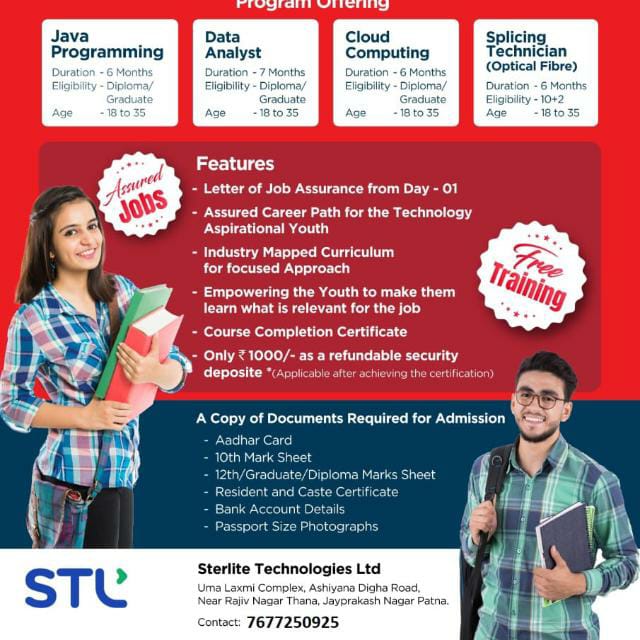 Program Offering
Java
Programming
Duration - 6 Months
Eligibility - Diploma/
Graduate
Age - 18 to 35
Data
Analyst
Duration - 7 Months
Eligibility - Diploma/
Graduate
Age - 18 to 35
Cloud
Computing
Duration - 6 Months
Eligibility - Diploma/
Graduate
Age - 18 to 35
Splicing
Technician
(Optical Fibre)
Duration - 6 Months
Eligibility - 10+2
Age - 18 to 35
Assured
Jobs
Features
- Letter of Job Assurance from Day - 01
- Assured Career Path for the Technology
Aspirational Youth
- Industry Mapped Curriculum
for focused Approach
- Empowering the Youth to make them
learn what is relevant for the job
- Course Completion Certificate
- Only ₹ 1000/- as a refundable security
deposite *(Applicable after achieving the certification)
Free
Training
A Copy of Documents Required for Admission
- Aadhar Card
- 10th Mark Sheet
- 12th/Graduate/Diploma Marks Sheet
- Resident and Caste Certificate
- Bank Account Details
- Passport Size Photographs
STL
Sterlite Technologies Ltd
Uma Laxmi Complex, Ashiyana Digha Road,
Near Rajiv Nagar Thana, Jayprakash Nagar Patna.
Contact: 7677250925